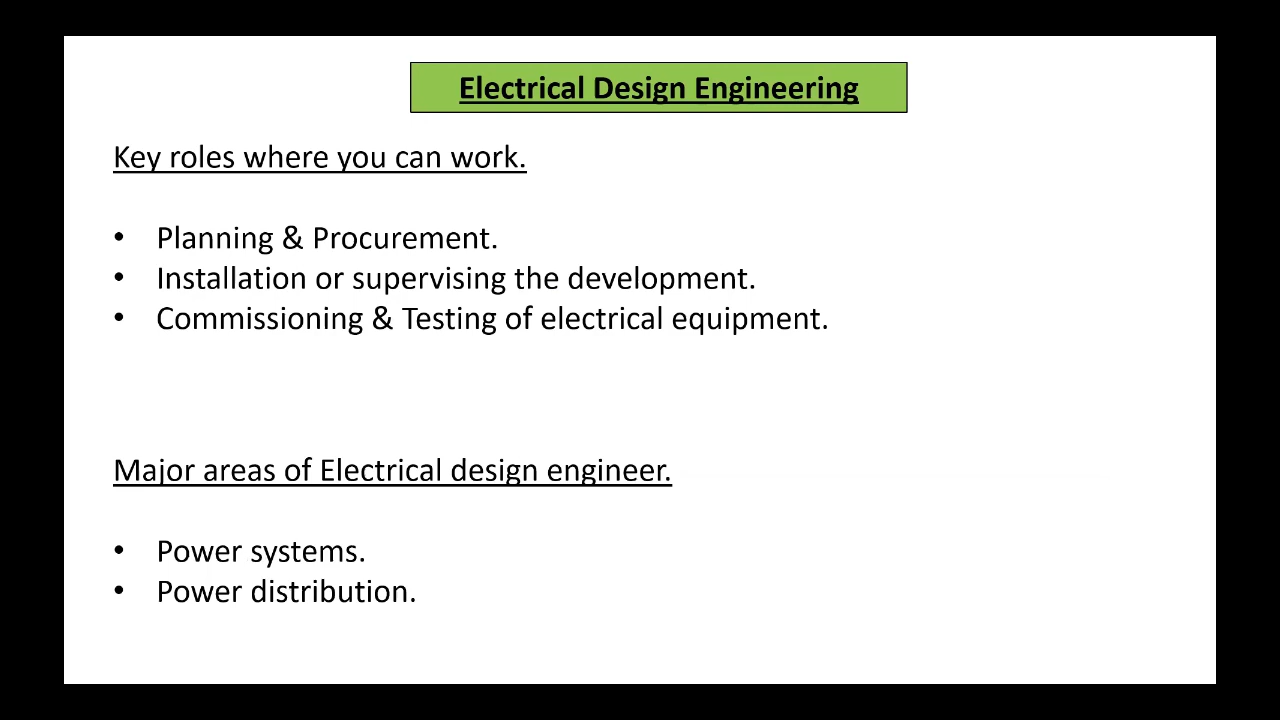 Electrical Design Engineering
Key roles where you can work.
• Planning & Procurement.
• Installation or supervising the development.
• Commissioning & Testing of electrical equipment.
Major areas of Electrical design engineer.
• Power systems.
• Power distribution.